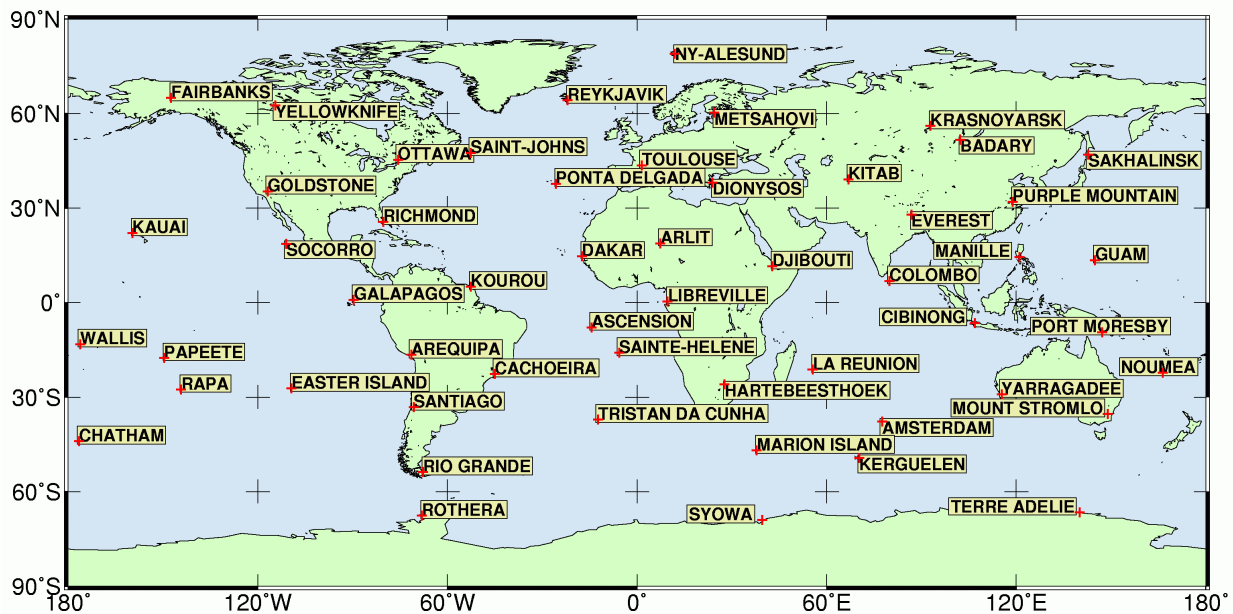 90°N
NY-ALESUND
FAIRBANKS
REYKJAVIK
YELLOWKNIFE
60°N
METSAHOVI
KRASNOYARSK
BADARY
OTTAWA
SAINT-JOHNS
TOULOUSE
SAKHALINSK
PONTA DELGADA
KITAB
GOLDSTONE
DIONYSOS
PURPLE MOUNTAIN
30°N
RICHMOND
EVEREST
KAUAI
ARLIT
SOCORRO
DAKAR
MANILLE
GUAM
DJIBOUTI
COLOMBO
KOUROU
GALAPAGOS
LIBREVILLE
0°
CIBINONG
ASCENSION
PORT MORESBY
WALLIS
PAPEETE
AREQUIPA
SAINTE-HELENE
CACHOEIRA
LA REUNION
NOUMEA
RAPA
EASTER ISLAND
HARTEBEESTHOEK
YARRAGADEE
30°S
SANTIAGO
MOUNT STROMLO
TRISTAN DA CUNHA
AMSTERDAM
CHATHAM
MARION ISLAND
RIO GRANDE
KERGUELEN
60°S
ROTHERA
SYOWA
TERRE ADELIE
90°S
180° 120°W 60°W 0° 60°E 120°E 180°